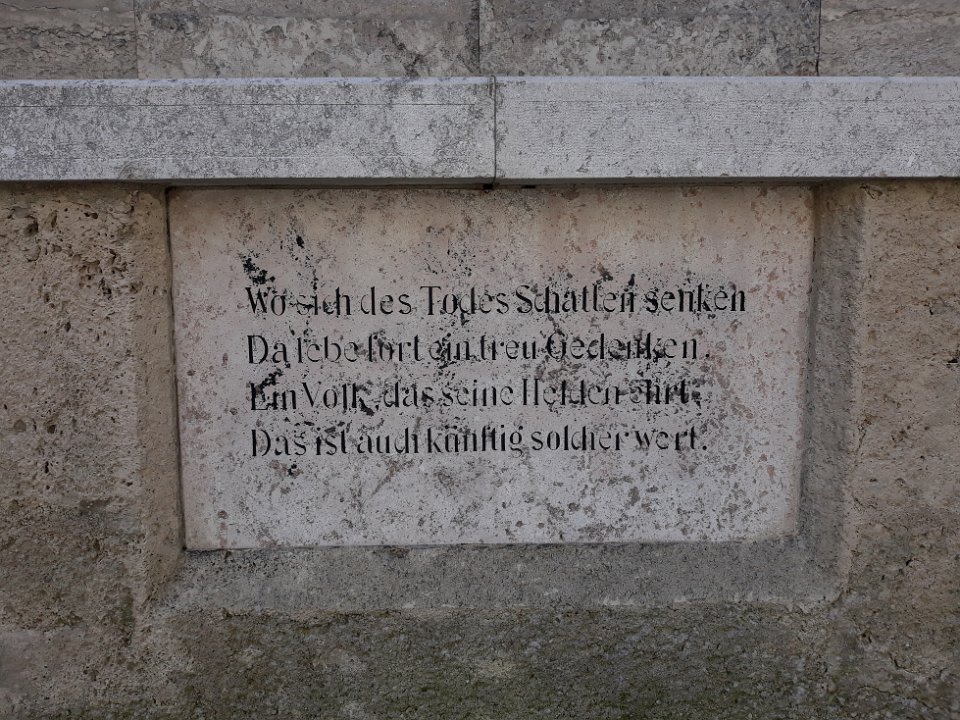 Wo sich des Todes Schatten senken
Da lebe fort ein treu Gedenken.
Ein Volk, das seine Helden ehrt,
Das ist auch künftig solcher wert.